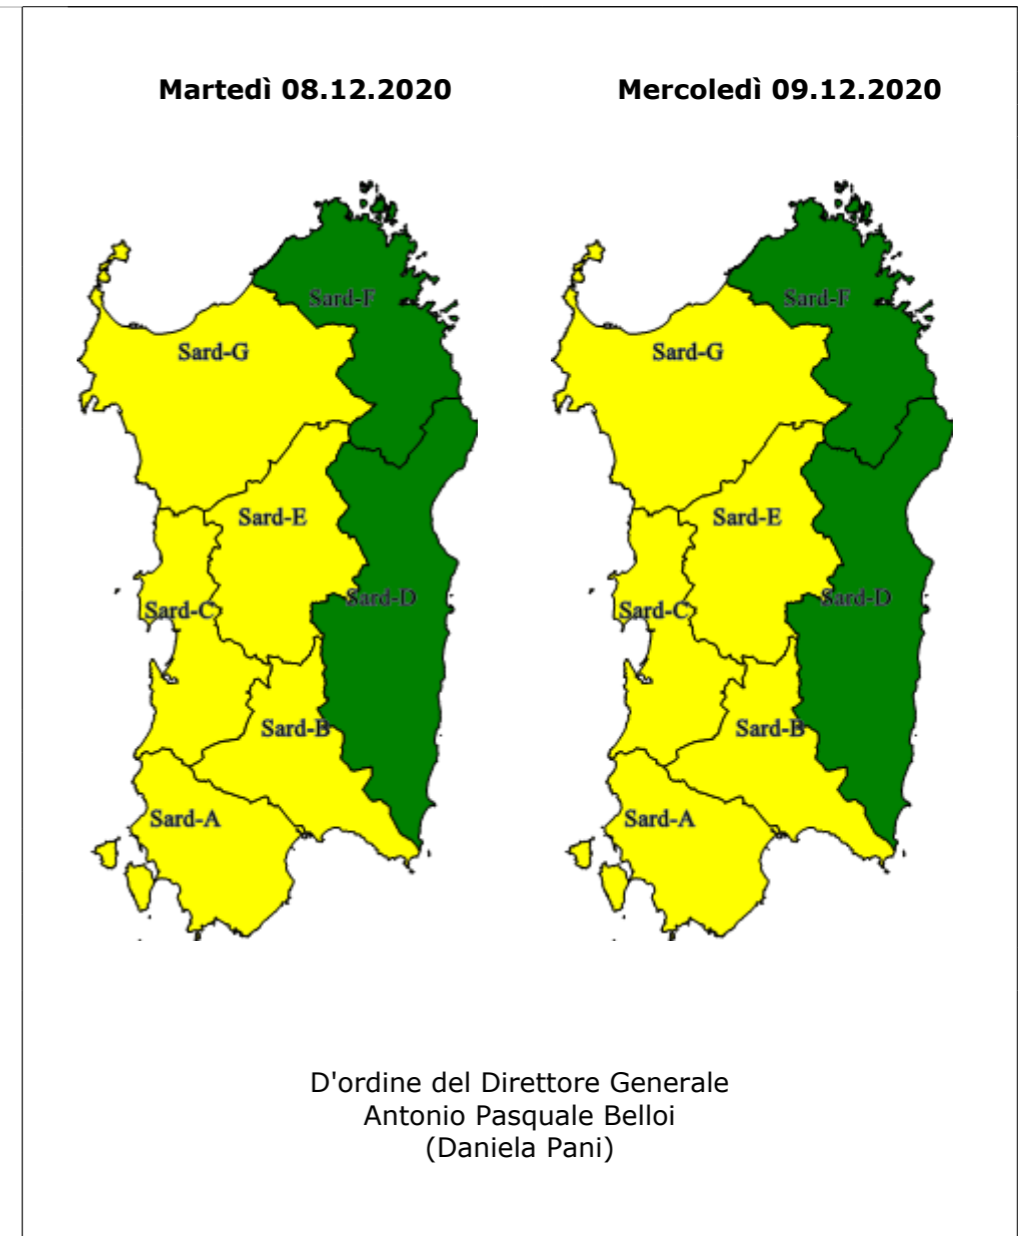 Martedì 08.12.2020
Mercoledì 09.12.2020
Sard-F
Sard-G
Sard-E
Sard-D
Sard-C
Sard-B
Sard-A
Sard-F
Sard-G
Sard-E
Sard-D
Sard-C
Sard-B
Sard-A
D'ordine del Direttore Generale
Antonio Pasquale Belloi
(Daniela Pani)